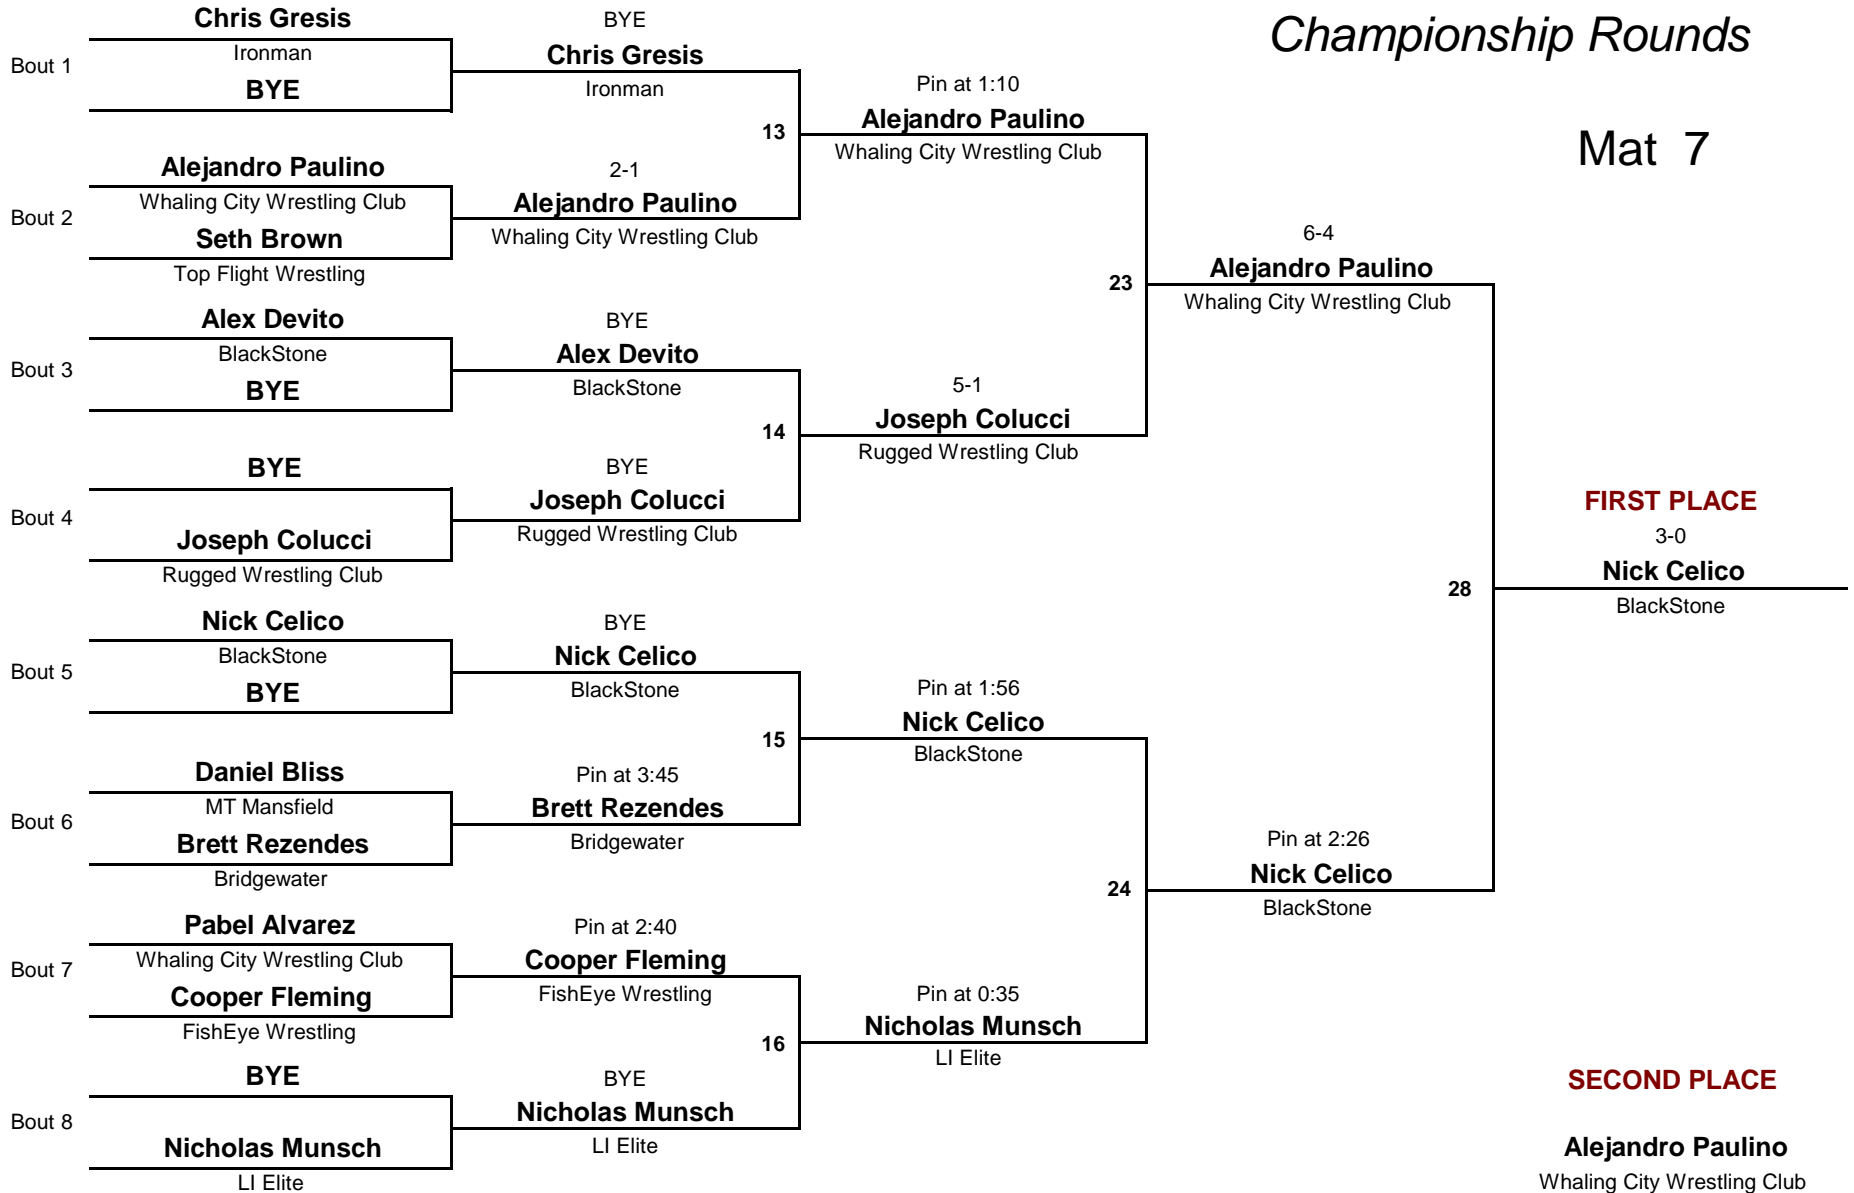 Championship Rounds
Mat 7
Bout 1
Chris Gresis
Ironman
BYE
Bout 2
Alejandro Paulino
Whaling City Wrestling Club
Seth Brown
Top Flight Wrestling
Bout 3
Alex Devito
BlackStone
BYE
Bout 4
BYE
Joseph Colucci
Rugged Wrestling Club
Bout 5
Nick Celico
BlackStone
BYE
Bout 6
Daniel Bliss
MT Mansfield
Brett Rezendes
Bridgewater
Bout 7
Pabel Alvarez
Whaling City Wrestling Club
Cooper Fleming
FishEye Wrestling
Bout 8
BYE
Nicholas Munsch
LI Elite
BYE
Chris Gresis
Ironman
13
2-1
Alejandro Paulino
Whaling City Wrestling Club
BYE
Alex Devito
BlackStone
14
BYE
Joseph Colucci
Rugged Wrestling Club
BYE
Nick Celico
BlackStone
15
Pin at 3:45
Brett Rezendes
Bridgewater
Pin at 2:40
Cooper Fleming
FishEye Wrestling
16
BYE
Nicholas Munsch
LI Elite
Pin at 1:10
Alejandro Paulino
Whaling City Wrestling Club
23
5-1
Joseph Colucci
Rugged Wrestling Club
Pin at 1:56
Nick Celico
BlackStone
24
Pin at 0:35
Nicholas Munsch
LI Elite
6-4
Alejandro Paulino
Whaling City Wrestling Club
28
Pin at 2:26
Nick Celico
BlackStone
FIRST PLACE
3-0
Nick Celico
BlackStone
SECOND PLACE
Alejandro Paulino
Whaling City Wrestling Club